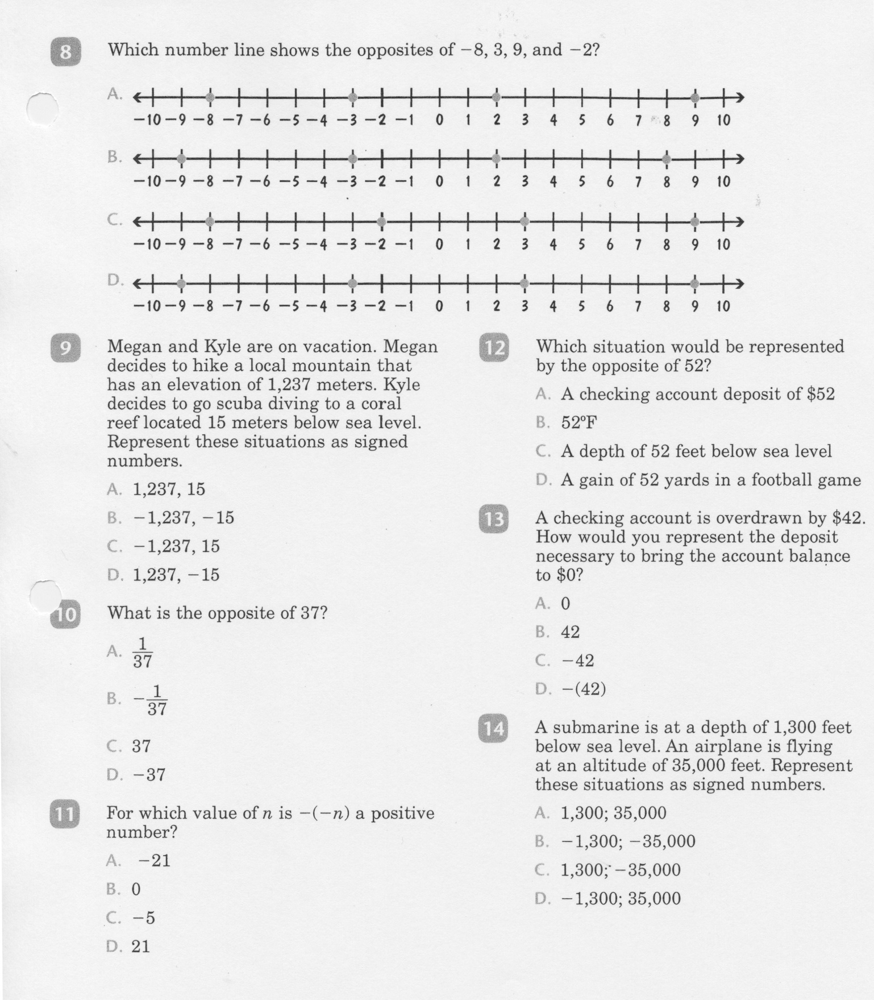 8 Which number line shows the opposites of −8, 3, 9, and −2?
A.
−10 −9 −8 −7 −6 −5 −4 −3 −2 −1 0 1 2 3 4 5 6 7 8 9 10
B.
−10 −9 −8 −7 −6 −5 −4 −3 −2 −1 0 1 2 3 4 5 6 7 8 9 10
C.
−10 −9 −8 −7 −6 −5 −4 −3 −2 −1 0 1 2 3 4 5 6 7 8 9 10
D.
−10 −9 −8 −7 −6 −5 −4 −3 −2 −1 0 1 2 3 4 5 6 7 8 9 10
9 Megan and Kyle are on vacation. Megan
decides to hike a local mountain that
has an elevation of 1,237 meters. Kyle
decides to go scuba diving to a coral
reef located 15 meters below sea level.
Represent these situations as signed
numbers.
A. 1,237, 15
B. −1,237, −15
C. −1,237, 15
D. 1,237, −15
10 What is the opposite of 37?
A. 1/37
B. −1/37
C. 37
D. −37
11 For which value of n is −(−n) a positive
number?
A. −21
B. 0
C. −5
D. 21
12 Which situation would be represented
by the opposite of 52?
A. A checking account deposit of $52
B. 52°F
C. A depth of 52 feet below sea level
D. A gain of 52 yards in a football game
13 A checking account is overdrawn by $42.
How would you represent the deposit
necessary to bring the account balance
to $0?
A. 0
B. 42
C. −42
D. −(42)
14 A submarine is at a depth of 1,300 feet
below sea level. An airplane is flying
at an altitude of 35,000 feet. Represent
these situations as signed numbers.
A. 1,300; 35,000
B. −1,300; −35,000
C. 1,300; −35,000
D. −1,300; 35,000